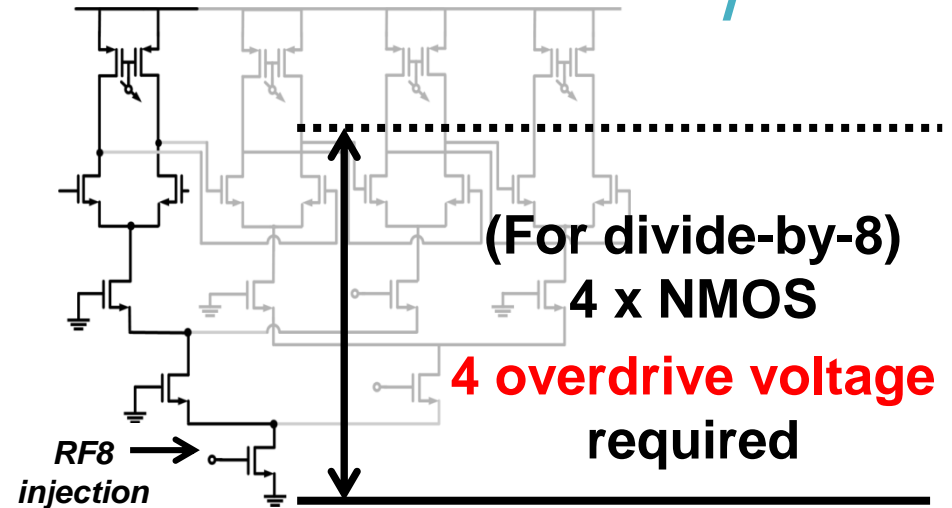 (For divide-by-8)
4 x NMOS
4 overdrive voltage
required
RF8
injection